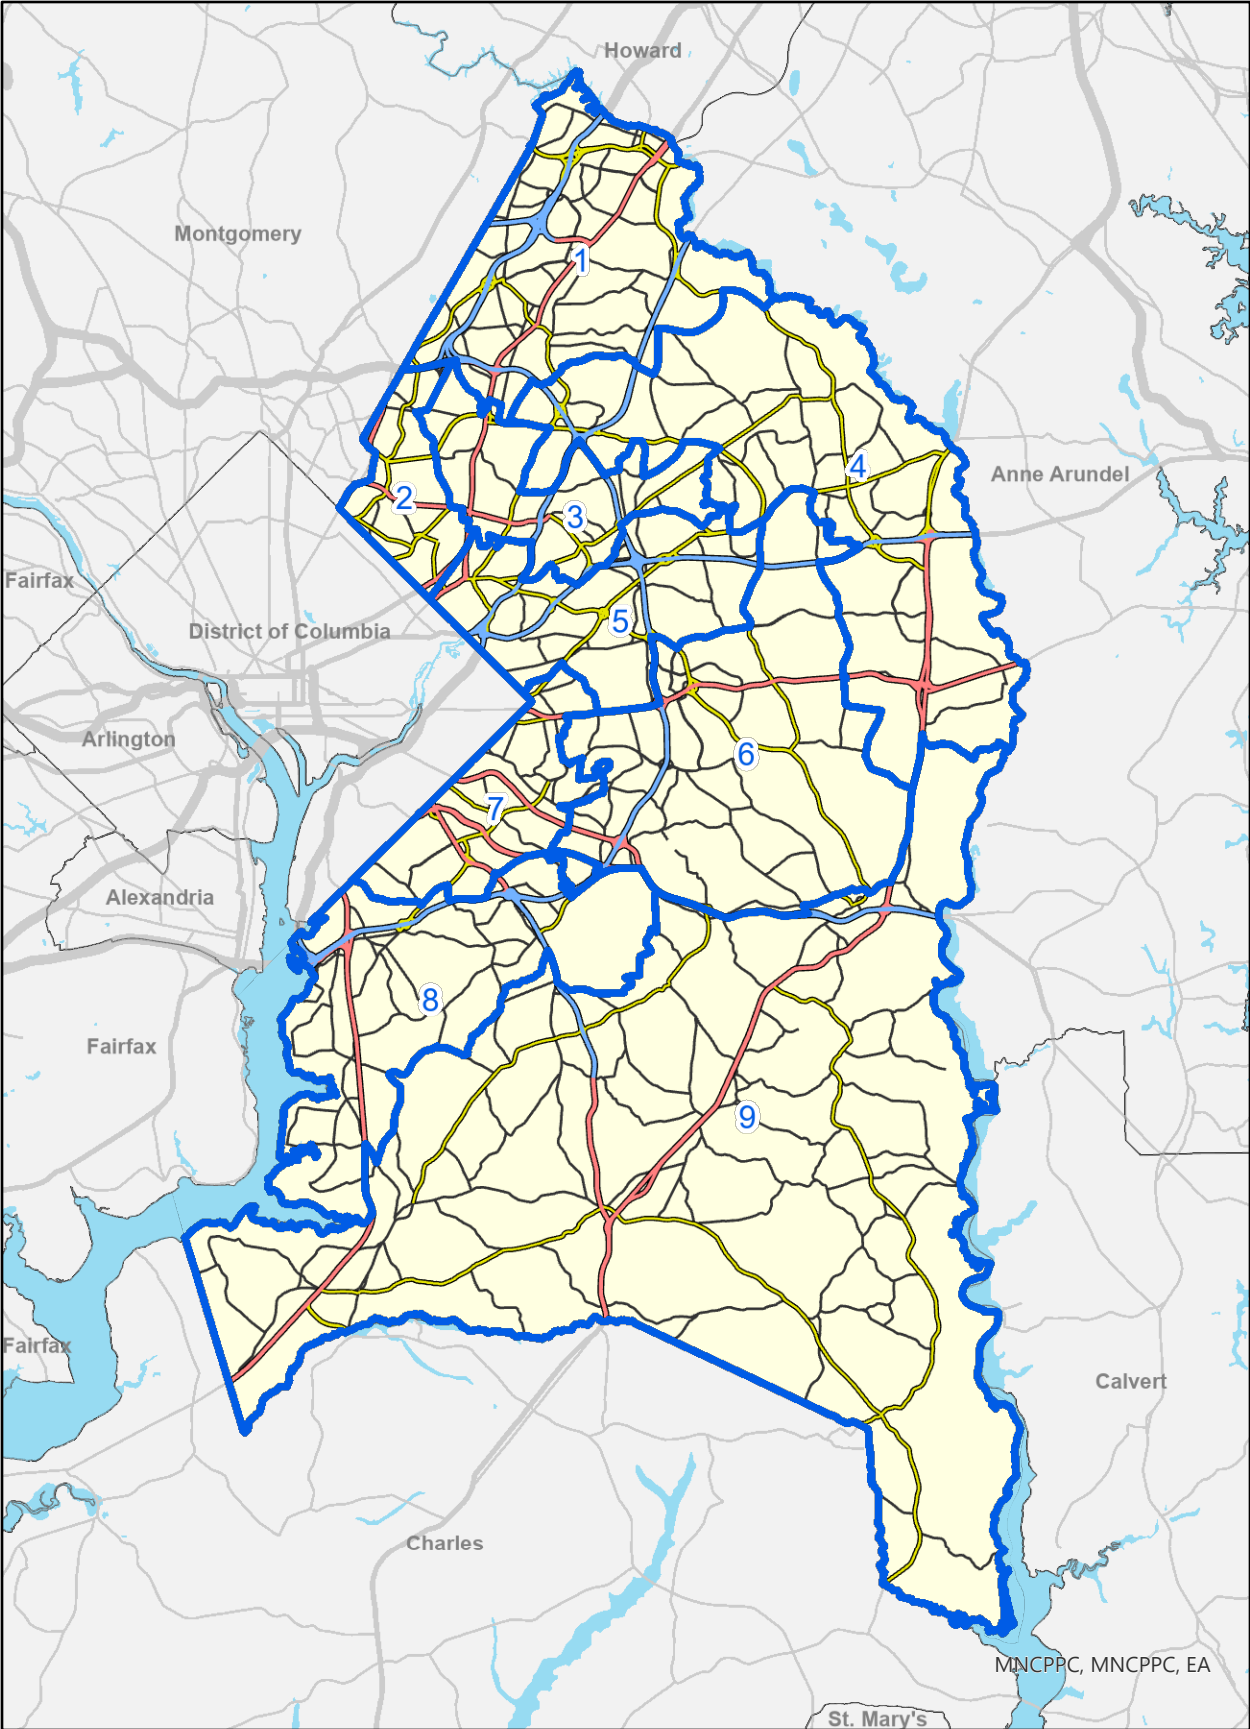 Howard
Montgomery
1
4
Anne Arundel
2
3
Fairfax
District of Columbia
5
Arlington
6
7
Alexandria
8
Fairfax
9
Fairfax
Calvert
Charles
MNCPPC, MNCPPC, EA
St. Mary's